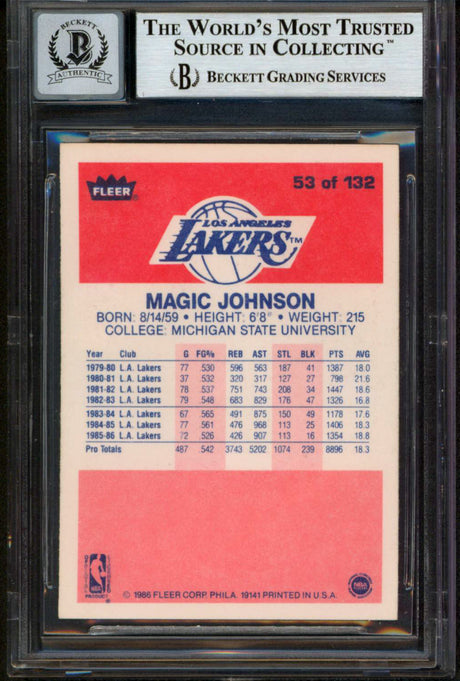 BECKETT
B
AUTHENTIC
THE WORLD'S MOST TRUSTED
SOURCE IN COLLECTING™
B BECKETT GRADING SERVICES
FLEER®
53 of 132
LOS ANGELES
LAKERS™
MAGIC JOHNSON
BORN: 8/14/59 • HEIGHT: 6'8" • WEIGHT: 215
COLLEGE: MICHIGAN STATE UNIVERSITY
Year Club G FG% REB AST STL BLK PTS AVG
1979-80 L.A. Lakers 77 .530 596 563 187 41 1387 18.0
1980-81 L.A. Lakers 37 .532 320 317 127 27 798 21.6
1981-82 L.A. Lakers 78 .537 751 743 208 34 1447 18.6
1982-83 L.A. Lakers 79 .548 683 829 176 47 1326 16.8
1983-84 L.A. Lakers 67 .565 491 875 150 49 1178 17.6
1984-85 L.A. Lakers 77 .561 476 968 113 25 1406 18.3
1985-86 L.A. Lakers 72 .526 426 907 113 16 1354 18.8
Pro Totals 487 .542 3743 5202 1074 239 8896 18.3
OFFICIAL LICENSED
PRODUCT
NBA
© 1986 FLEER CORP. PHILA. 19141 PRINTED IN U.S.A.